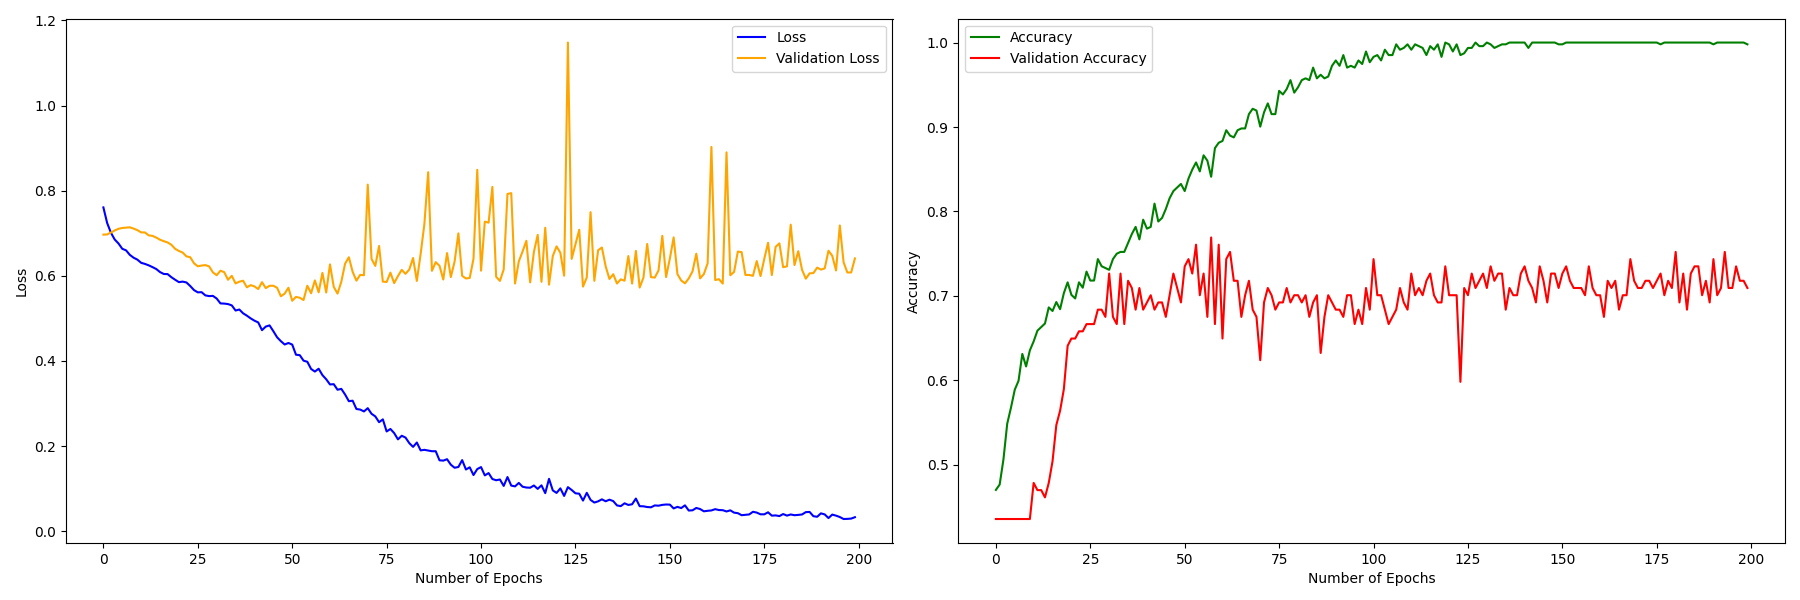 1.2
1.0
0.8
0.6
0.4
0.2
0.0
Loss
0 25 50 75 100 125 150 175 200
Number of Epochs
Loss
Validation Loss
1.0
0.9
0.8
0.7
0.6
0.5
Accuracy
0 25 50 75 100 125 150 175 200
Number of Epochs
Accuracy
Validation Accuracy